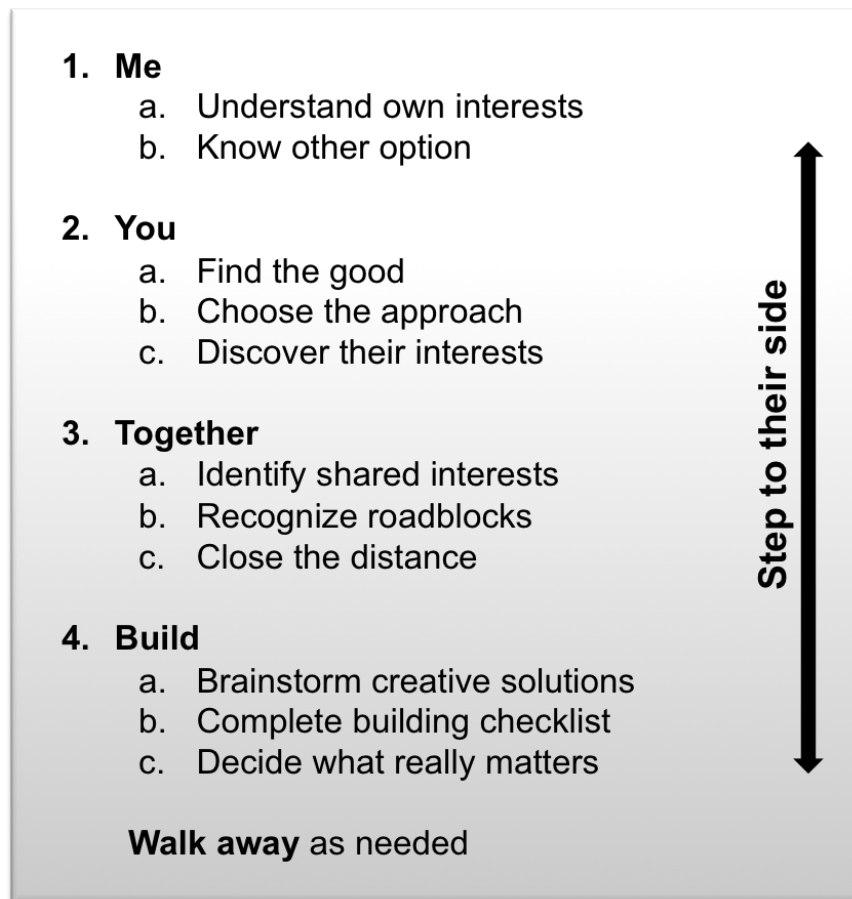 1. Me
a. Understand own interests
b. Know other option
2. You
a. Find the good
b. Choose the approach
c. Discover their interests
3. Together
a. Identify shared interests
b. Recognize roadblocks
c. Close the distance
4. Build
a. Brainstorm creative solutions
b. Complete building checklist
c. Decide what really matters
Walk away as needed
Step to their side